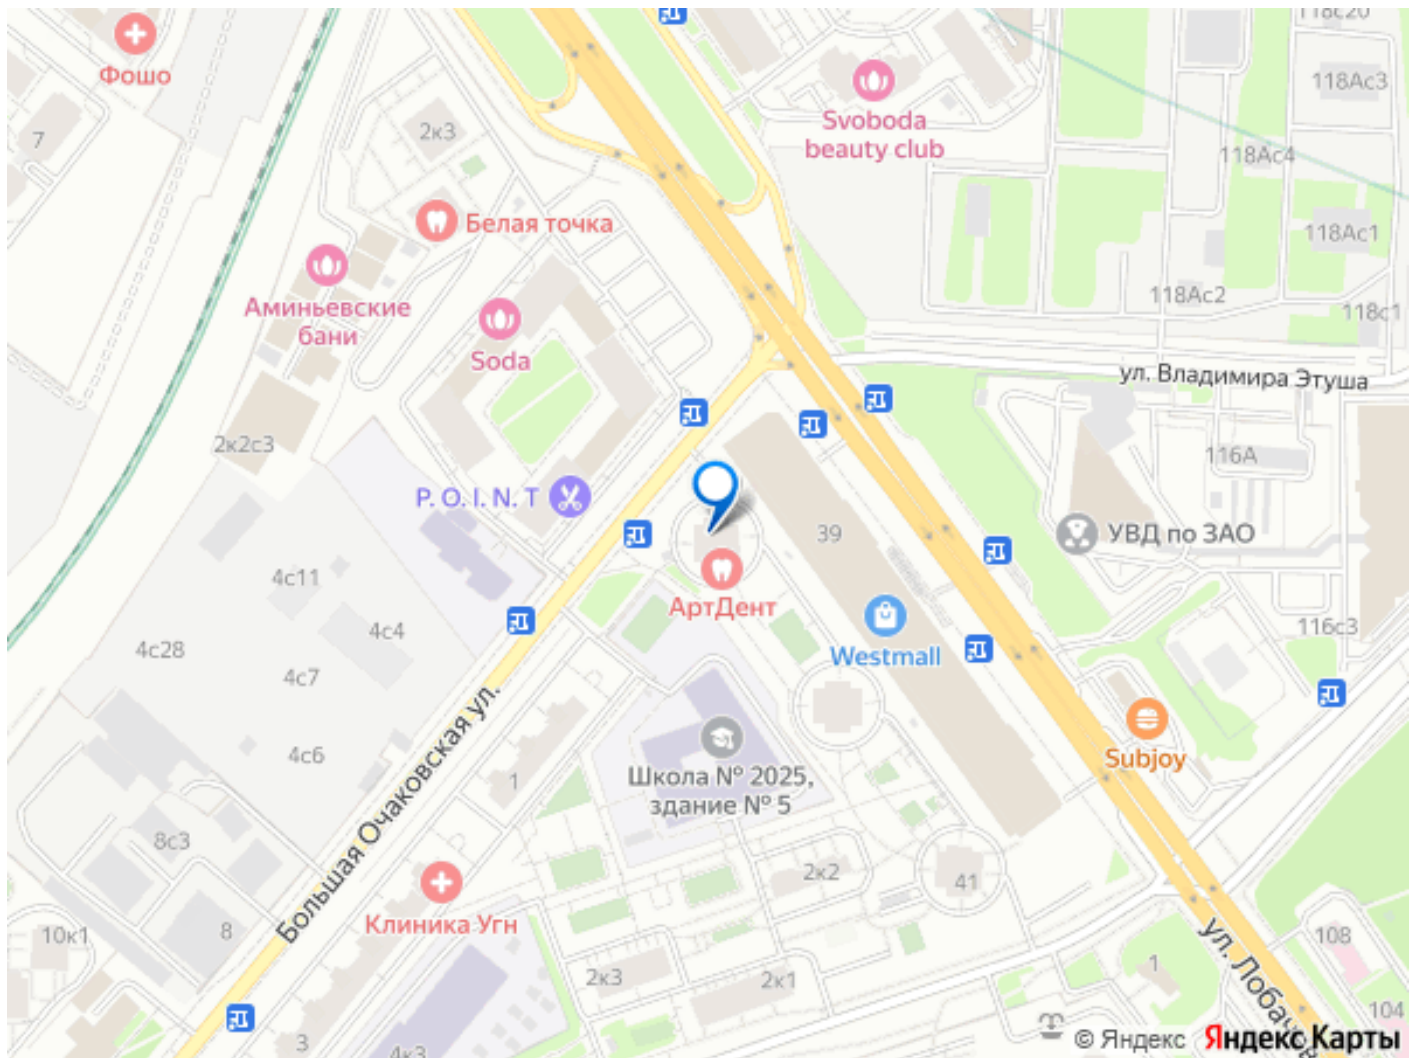 118с20
Фошо
118Ас3
Svoboda
beauty club
2к3
7
118Ас4
Белая точка
118Ас1
Аминьевские
бани
118Ас2
118с1
Soda
ул. Владимира Этуша
2к2с3
116А
P. O. I. N. T
39
УВД по ЗАО
4с11
АртДент
4с4
116с3
4с28
Westmall
4с7
Большая Очаковская ул.
4с6
Subjoy
Школа № 2025,
здание № 5
1
8с3
2к2
41
Клиника Угн
10к1
8
108
ул. Лобач
1
2к3
2к1
104
3
4к3
© Яндекс Яндекс Карты